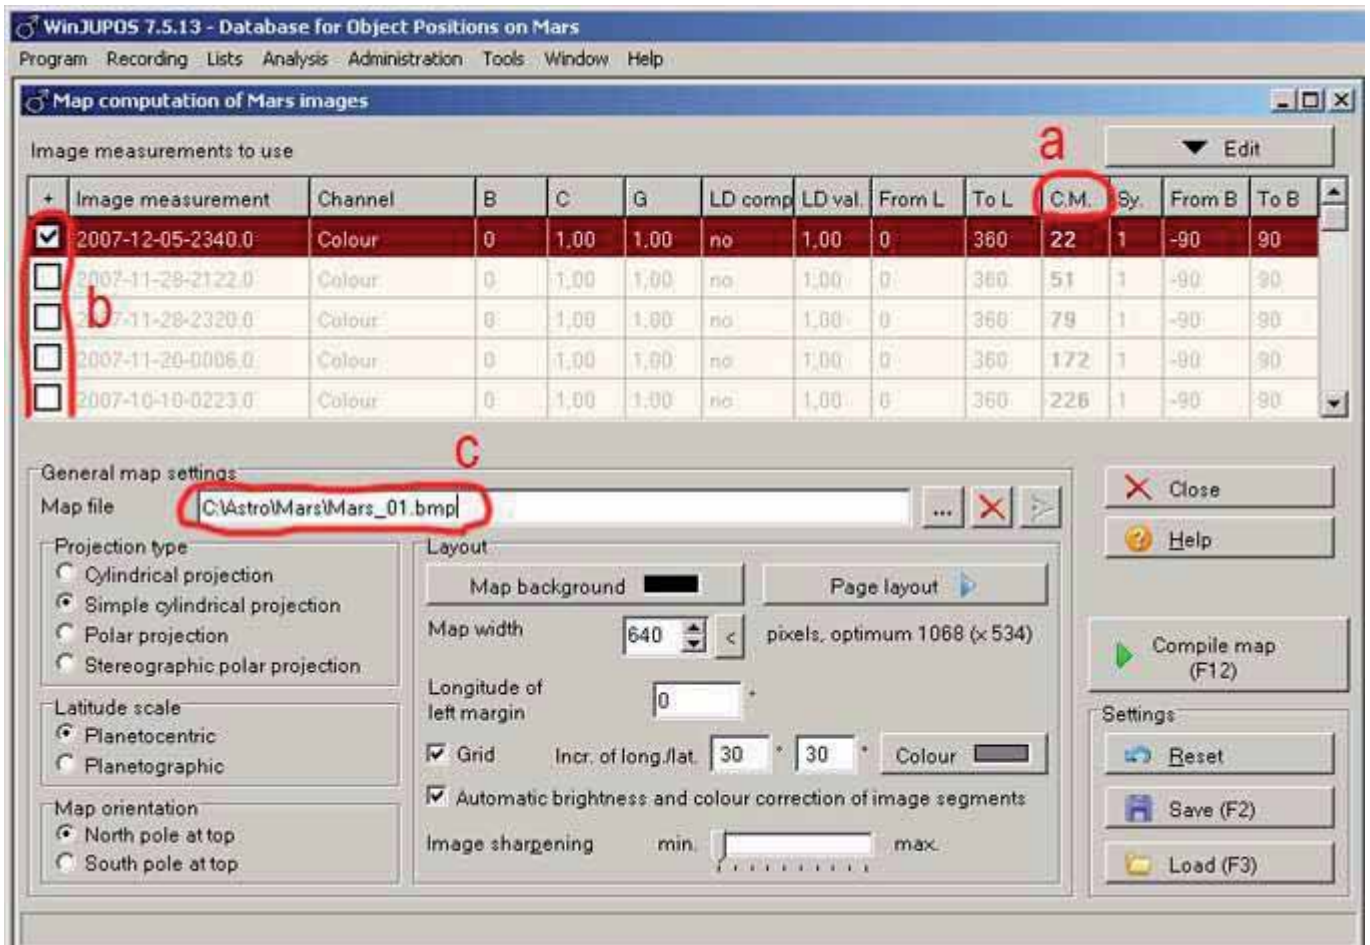 WinJUPOS 7.5.13 - Database for Object Positions on Mars
Program Recording Lists Analysis Administration Tools Window Help
Map computation of Mars images
Image measurements to use
a
Edit
+ Image measurement Channel B C G LD comp LD val. From L To L C.M. Sy. From B To B
2007-12-05-2340.0 Colour 0 1,00 1,00 no 1,00 0 360 22 1 -90 90
2007-11-28-2122.0 Colour 0 1,00 1,00 no 1,00 0 360 51 1 -90 90
b
2007-11-28-2320.0 Colour 0 1,00 1,00 no 1,00 0 360 79 1 -90 90
2007-11-20-0006.0 Colour 0 1,00 1,00 no 1,00 0 360 172 1 -90 90
2007-10-10-0223.0 Colour 0 1,00 1,00 no 1,00 0 360 226 1 -90 90
c
General map settings
Map file C:\Astro\Mars\Mars_01.bmp ...
Close
Help
Projection type
Cylindrical projection
Simple cylindrical projection
Polar projection
Stereographic polar projection
Latitude scale
Planetocentric
Planetographic
Map orientation
North pole at top
South pole at top
Layout
Map background
Page layout
Map width 640 < pixels, optimum 1068 (x 534)
Longitude of
left margin 0 °
Grid Incr. of long./lat. 30 ° 30 ° Colour
Automatic brightness and colour correction of image segments
Image sharpening min. max.
Compile map
(F12)
Settings
Reset
Save (F2)
Load (F3)